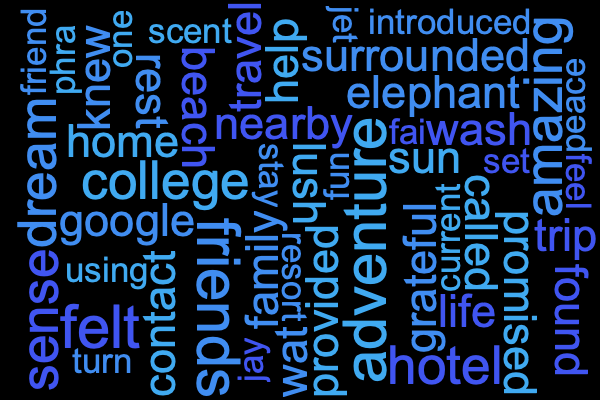 friend
phra
knew
one
scent
rest
beach
travel
help
jet
introduced
surrounded
elephant
amazing
peace
feel
nearby
fai
wash
set
sun
home
college
dream
google
stay
lush
fun
adventure
family
friends
using
contact
sense
felt
turn
jay
resort
wat
provided
grateful
current
called
promised
trip
found
life
hotel